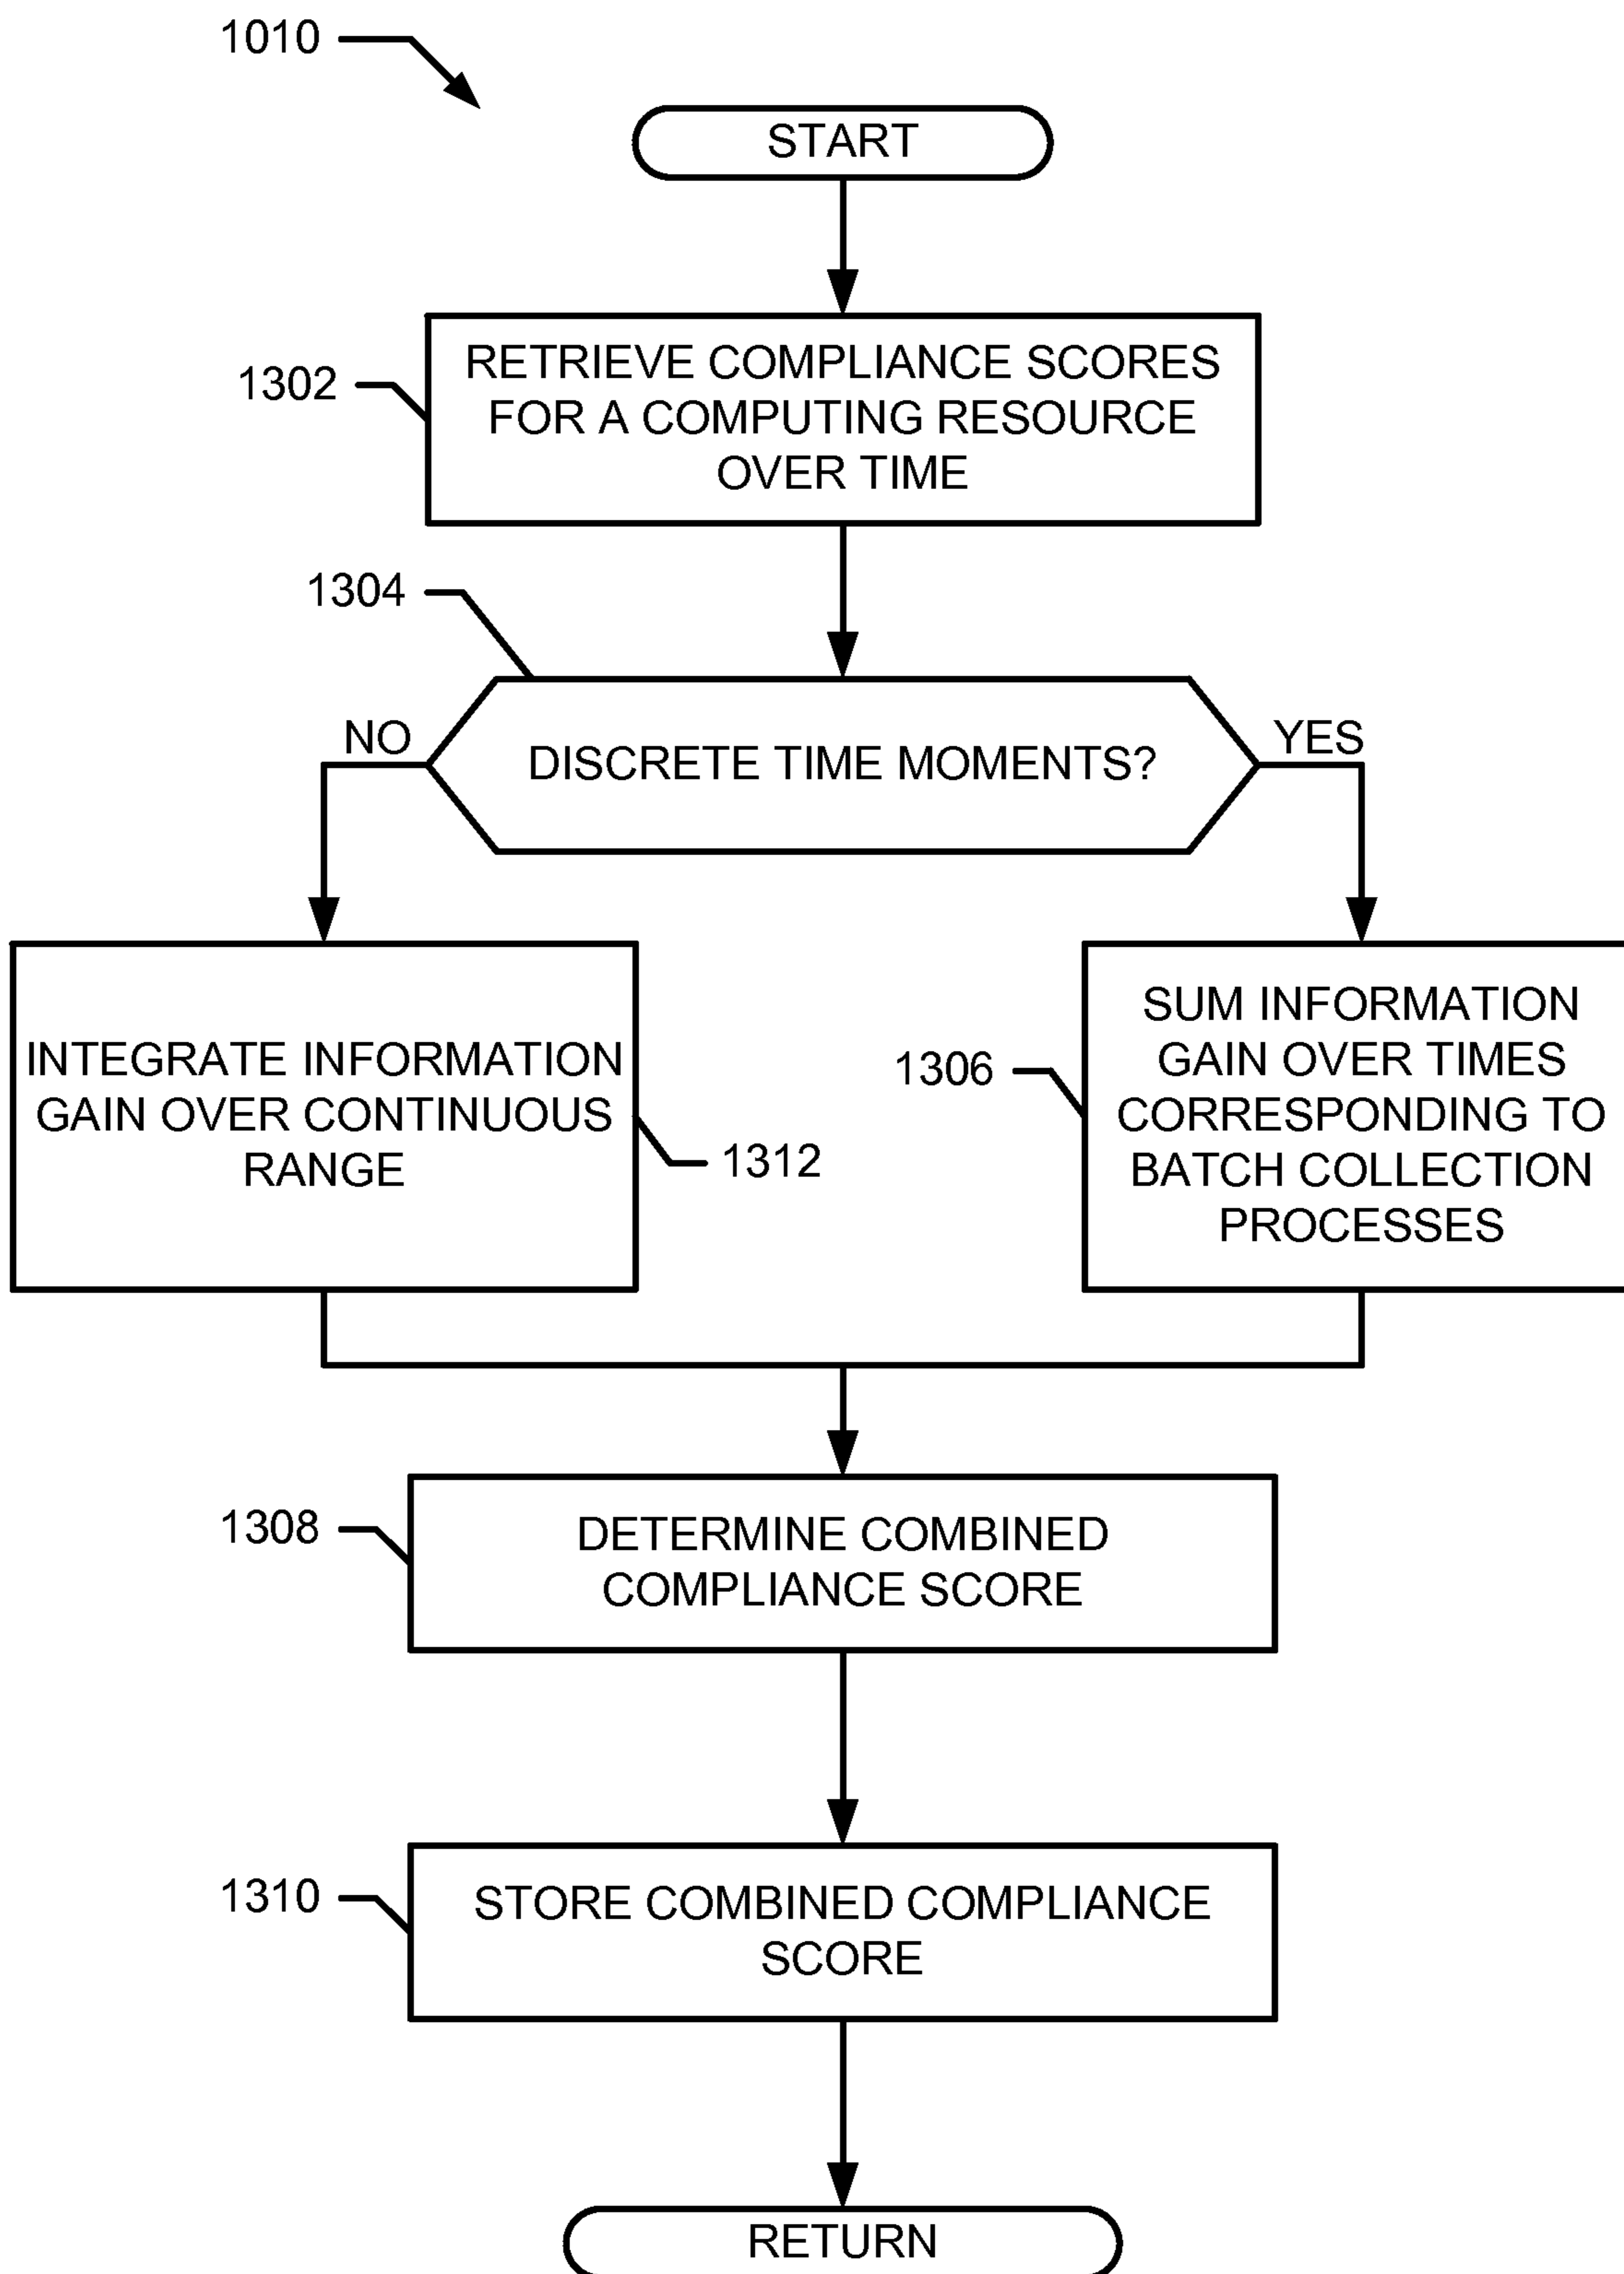 1010
START
1302
RETRIEVE COMPLIANCE SCORES
FOR A COMPUTING RESOURCE
OVER TIME
1304
NO
DISCRETE TIME MOMENTS?
YES
INTEGRATE INFORMATION
GAIN OVER CONTINUOUS
RANGE
1312
1306
SUM INFORMATION
GAIN OVER TIMES
CORRESPONDING TO
BATCH COLLECTION
PROCESSES
1308
DETERMINE COMBINED
COMPLIANCE SCORE
1310
STORE COMBINED COMPLIANCE
SCORE
RETURN